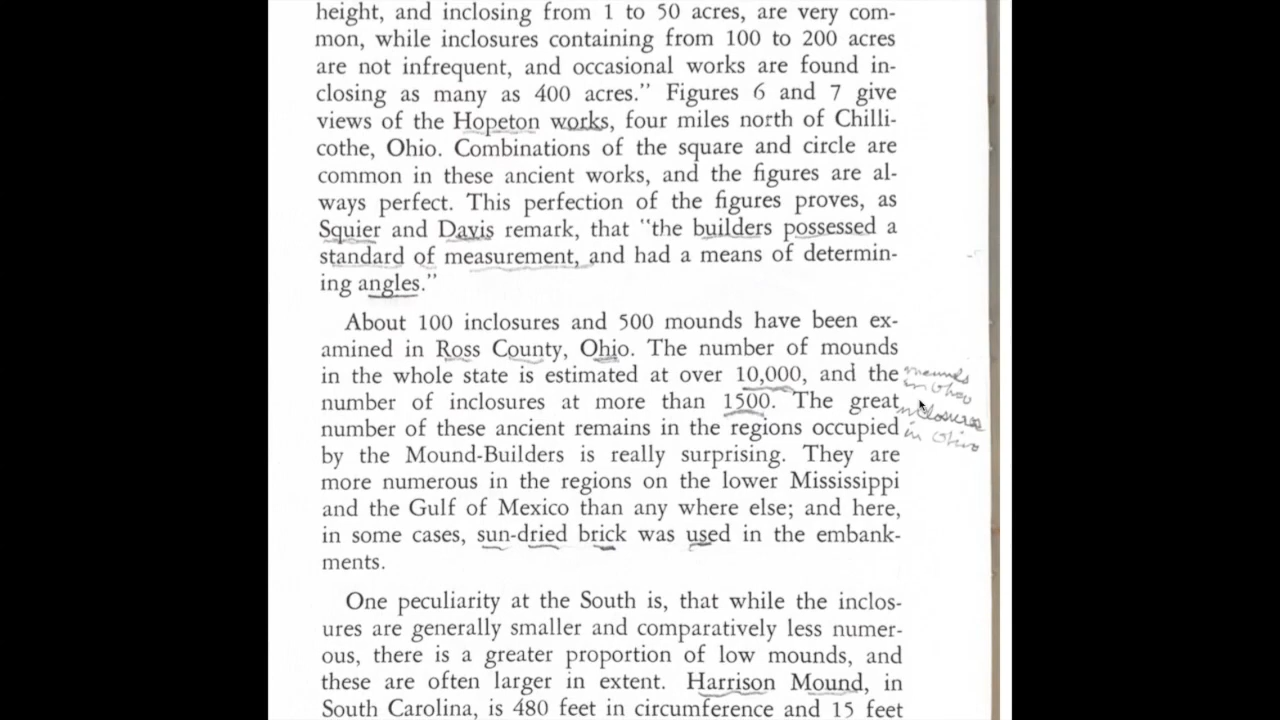 height, and inclosing from 1 to 50 acres, are very com-
mon, while inclosures containing from 100 to 200 acres
are not infrequent, and occasional works are found in-
closing as many as 400 acres." Figures 6 and 7 give
views of the Hopeton works, four miles north of Chilli-
cothe, Ohio. Combinations of the square and circle are
common in these ancient works, and the figures are al-
ways perfect. This perfection of the figures proves, as
Squier and Davis remark, that "the builders possessed a
standard of measurement, and had a means of determin-
ing angles."
About 100 inclosures and 500 mounds have been ex-
amined in Ross County, Ohio. The number of mounds
in the whole state is estimated at over 10,000, and the
number of inclosures at more than 1500. The great
number of these ancient remains in the regions occupied
by the Mound-Builders is really surprising. They are
more numerous in the regions on the lower Mississippi
and the Gulf of Mexico than any where else; and here,
in some cases, sun-dried brick was used in the embank-
ments.
One peculiarity at the South is, that while the inclos-
ures are generally smaller and comparatively less numer-
ous, there is a greater proportion of low mounds, and
these are often larger in extent. Harrison Mound, in
South Carolina, is 480 feet in circumference and 15 feet
mounds
in Ohio
inclosures
in Ohio